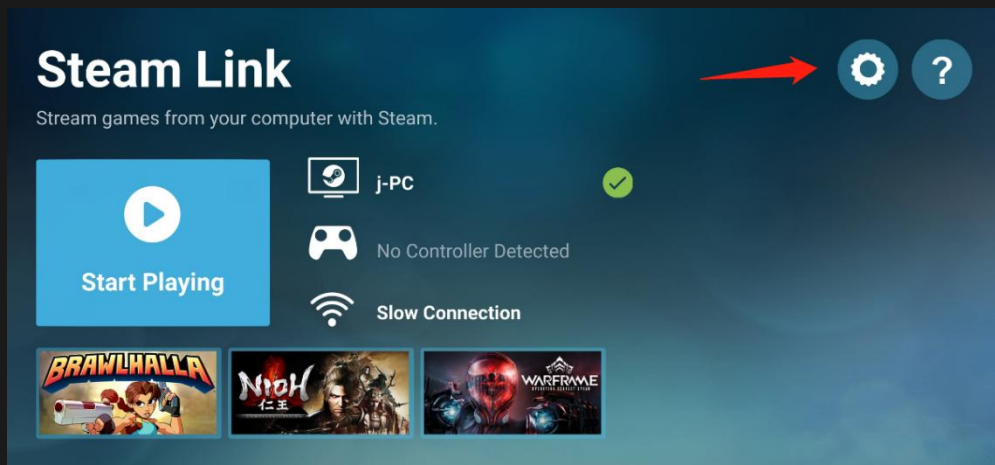 Steam Link
?
Stream games from your computer with Steam.
j-PC
No Controller Detected
Start Playing
Slow Connection
BRAWLHALLA
NIOH
仁王
WARFRAME